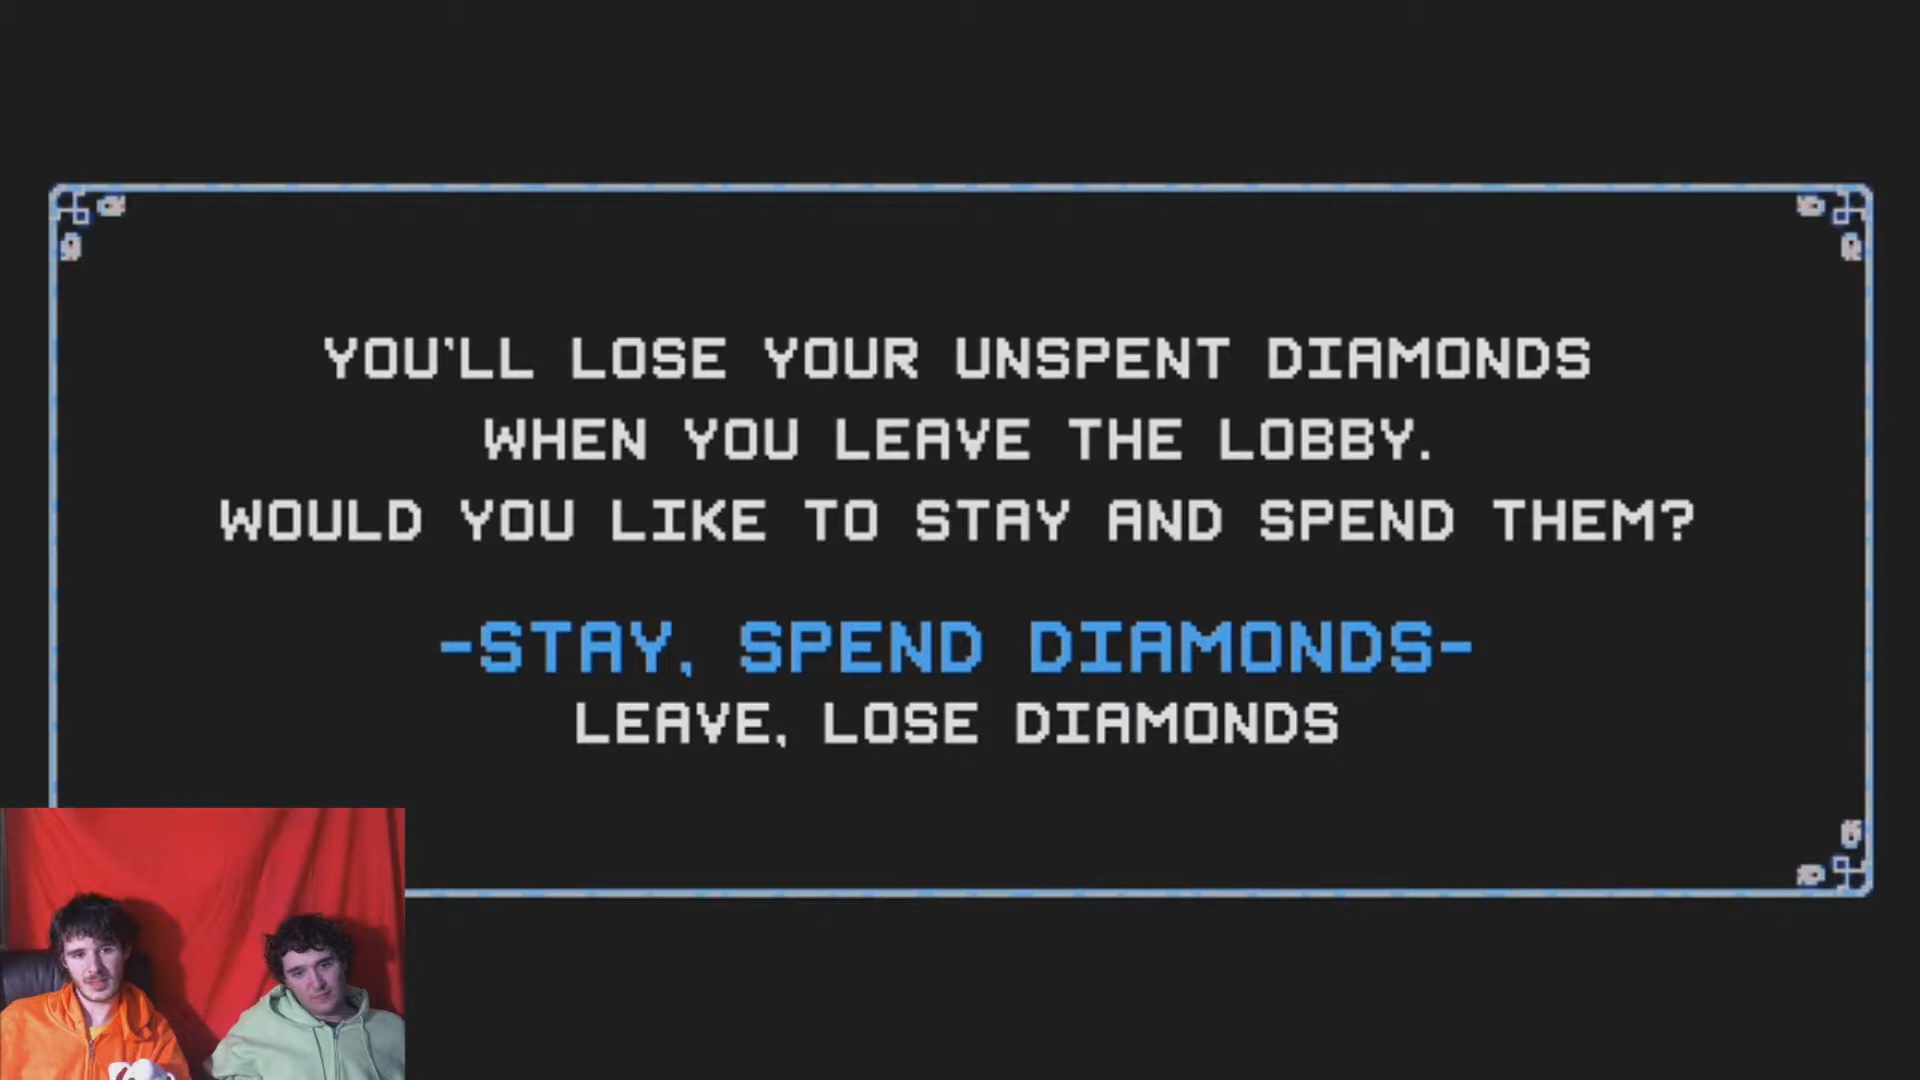 YOU'LL LOSE YOUR UNSPENT DIAMONDS
WHEN YOU LEAVE THE LOBBY.
WOULD YOU LIKE TO STAY AND SPEND THEM?
-STAY, SPEND DIAMONDS-
LEAVE, LOSE DIAMONDS